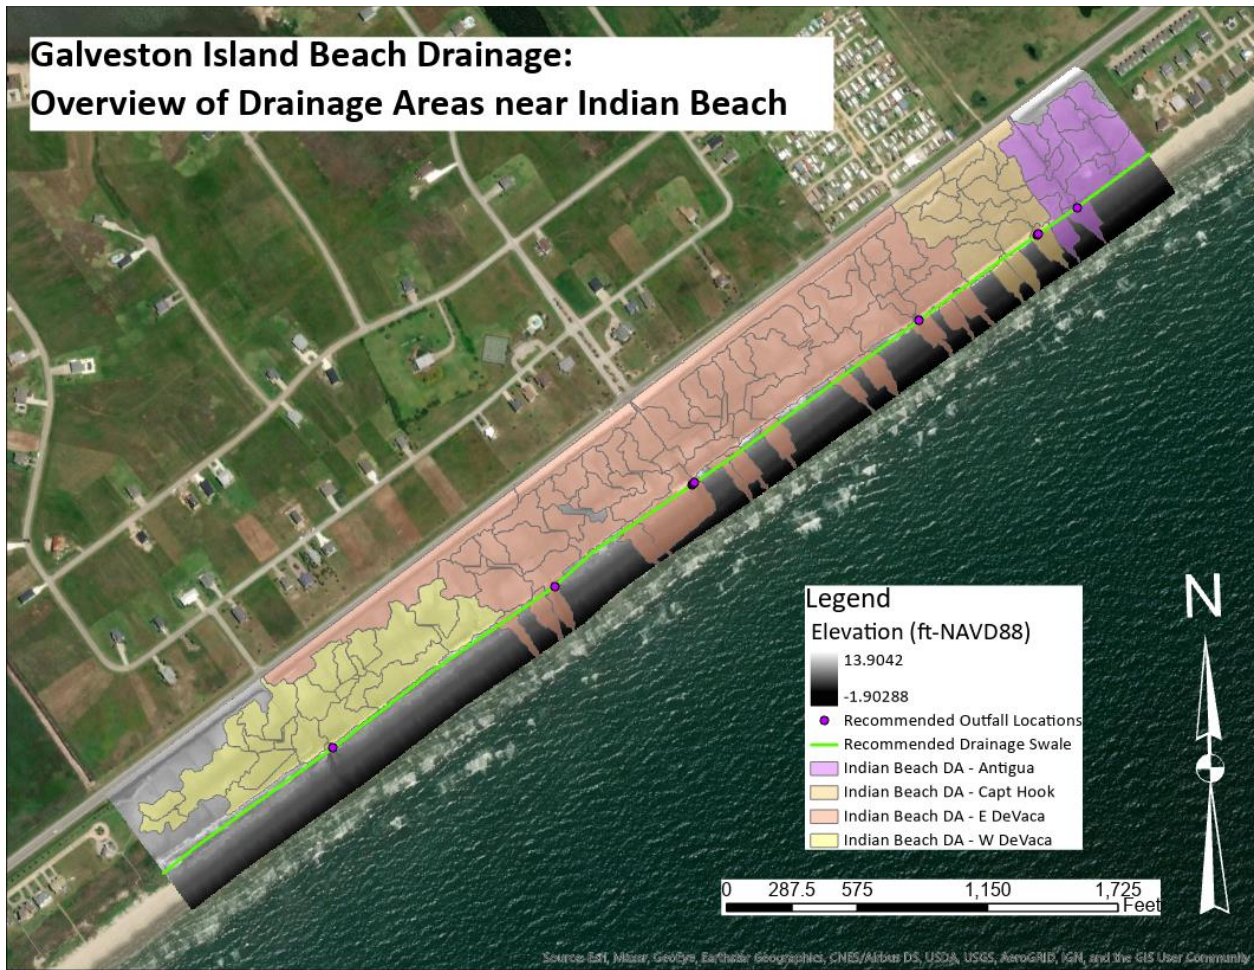 Galveston Island Beach Drainage:
Overview of Drainage Areas near Indian Beach
Legend
Elevation (ft-NAVD88)
13.9042
-1.90288
Recommended Outfall Locations
Recommended Drainage Swale
Indian Beach DA - Antigua
Indian Beach DA - Capt Hook
Indian Beach DA - E DeVaca
Indian Beach DA - W DeVaca
N
0 287.5 575 1,150 1,725
Feet
Source: Esri, Maxar, GeoEye, Earthstar Geographics, CNES/Airbus DS, USDA, USGS, AeroGRID, IGN, and the GIS User Community